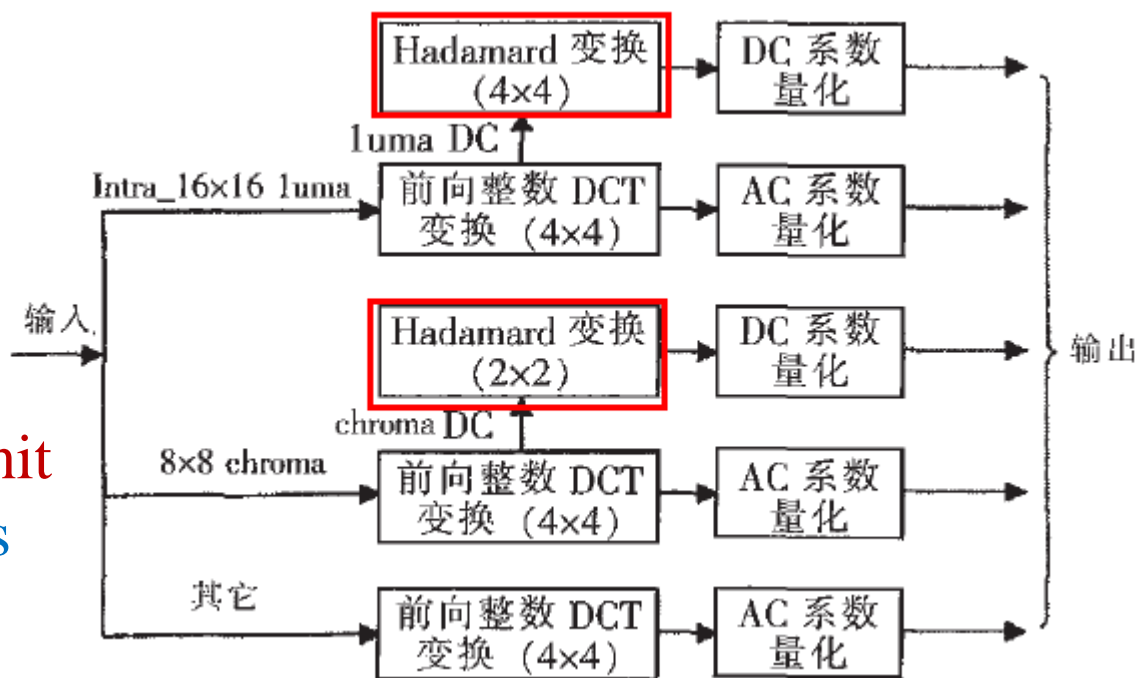 Hadamard 变换
(4×4)
DC 系数
量化
luma DC
Intra_16×16 luma
前向整数 DCT
变换 (4×4)
AC 系数
量化
输入
Hadamard 变换
(2×2)
DC 系数
量化
输出
chroma DC
8×8 chroma
前向整数 DCT
变换 (4×4)
AC 系数
量化
其它
前向整数 DCT
变换 (4×4)
AC 系数
量化